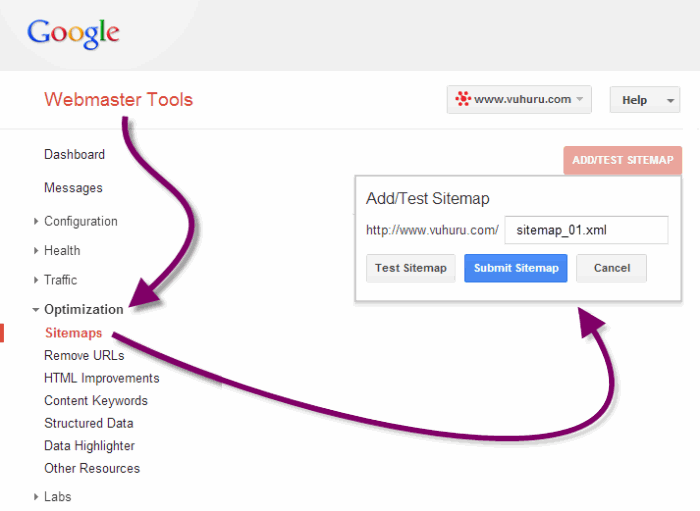 Google
Webmaster Tools
www.vuhuru.com
Help
Dashboard
ADD/TEST SITEMAP
Messages
Add/Test Sitemap
Configuration
http://www.vuhuru.com/ sitemap_01.xml
Health
Test Sitemap
Submit Sitemap
Cancel
Traffic
Optimization
Sitemaps
Remove URLs
HTML Improvements
Content Keywords
Structured Data
Data Highlighter
Other Resources
Labs